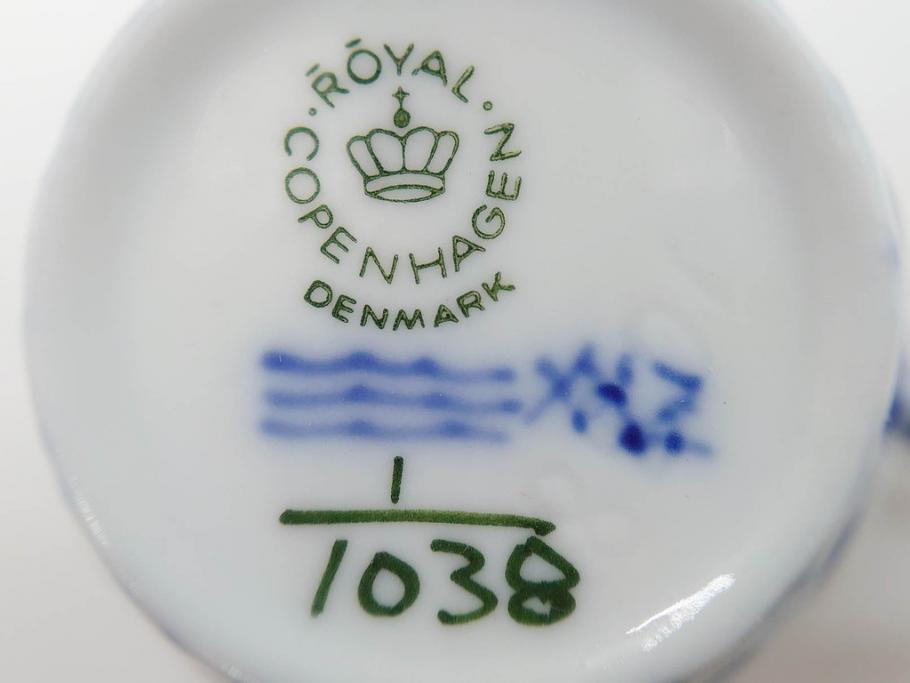 ROYAL
COPENHAGEN
DENMARK
1
1038